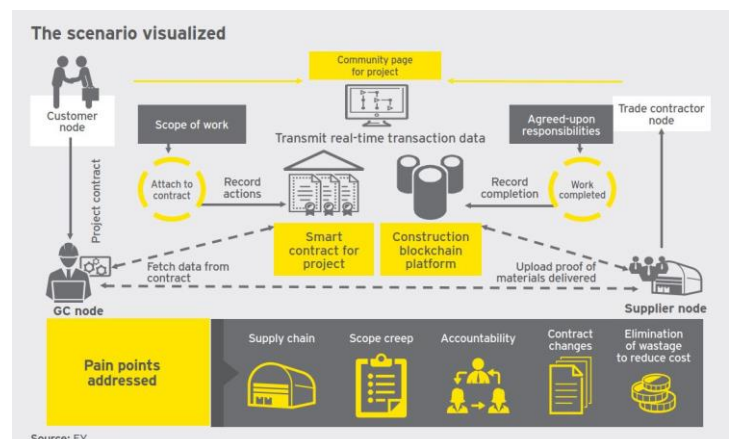 The scenario visualized
Community page
for project
Customer
node
Scope of work
Agreed-upon
responsibilities
Trade contractor
node
Transmit real-time transaction data
Project contract
Attach to
contract
Record
actions
Record
completion
Work
completed
Smart
contract for
project
Construction
blockchain
platform
Fetch data from
contract
Upload proof of
materials delivered
GC node
Supplier node
Pain points
addressed
Supply chain
Scope creep
Accountability
Contract
changes
Elimination
of wastage
to reduce cost
Source: EY